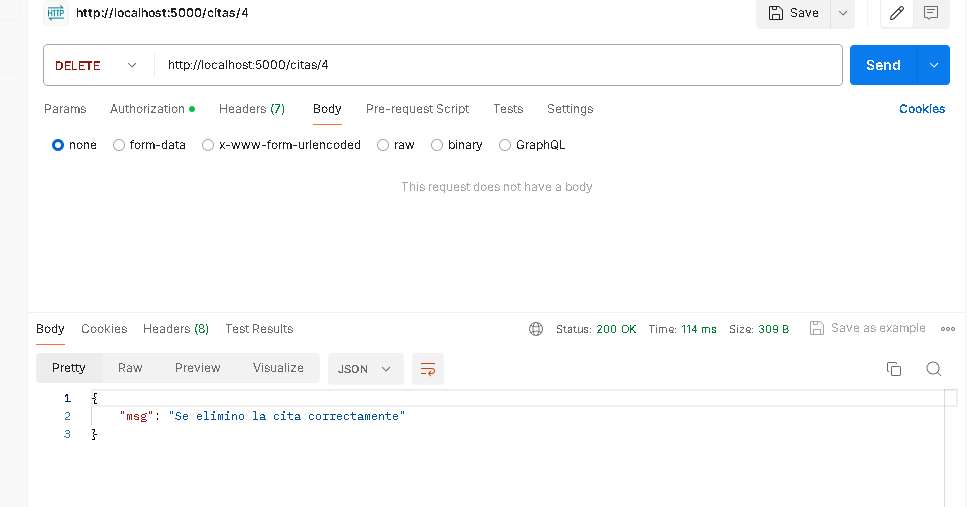 HTTP http://localhost:5000/citas/4 Save
DELETE http://localhost:5000/citas/4 Send
Params Authorization Headers (7) Body Pre-request Script Tests Settings Cookies
none form-data x-www-form-urlencoded raw binary GraphQL
This request does not have a body
Body Cookies Headers (8) Test Results Status: 200 OK Time: 114 ms Size: 309 B Save as example
Pretty Raw Preview Visualize JSON
1 {
2 "msg": "Se elimino la cita correctamente"
3 }